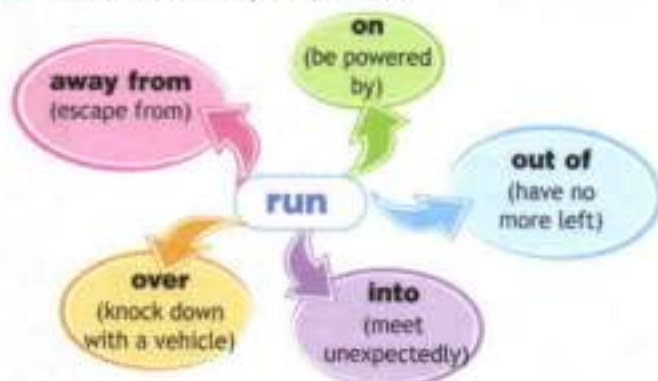 on
(be powered
by)
away from
(escape from)
out of
(have no
more left)
run
over
(knock down
with a vehicle)
into
(meet
unexpectedly)